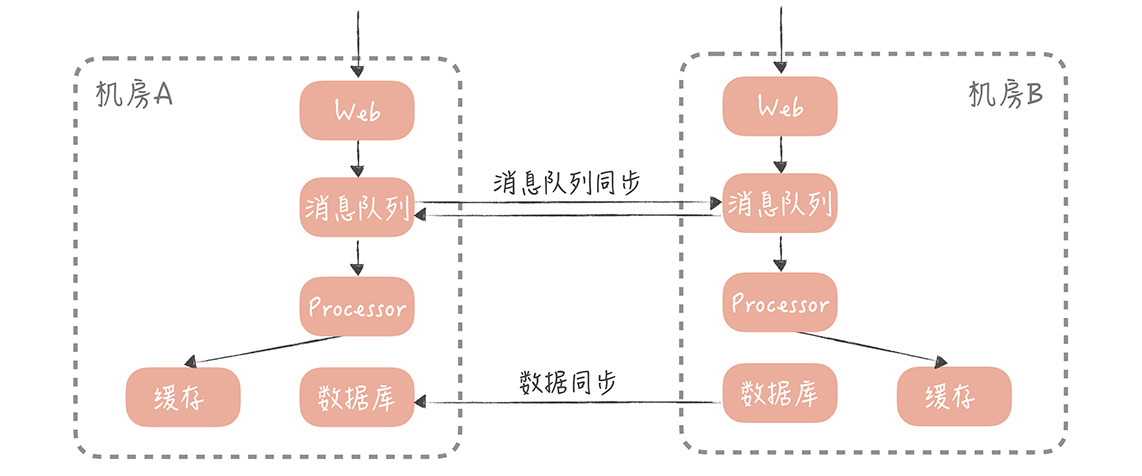 机房A
Web
消息队列
Processor
缓存
数据库
消息队列同步
数据同步
机房B
Web
消息队列
Processor
数据库
缓存